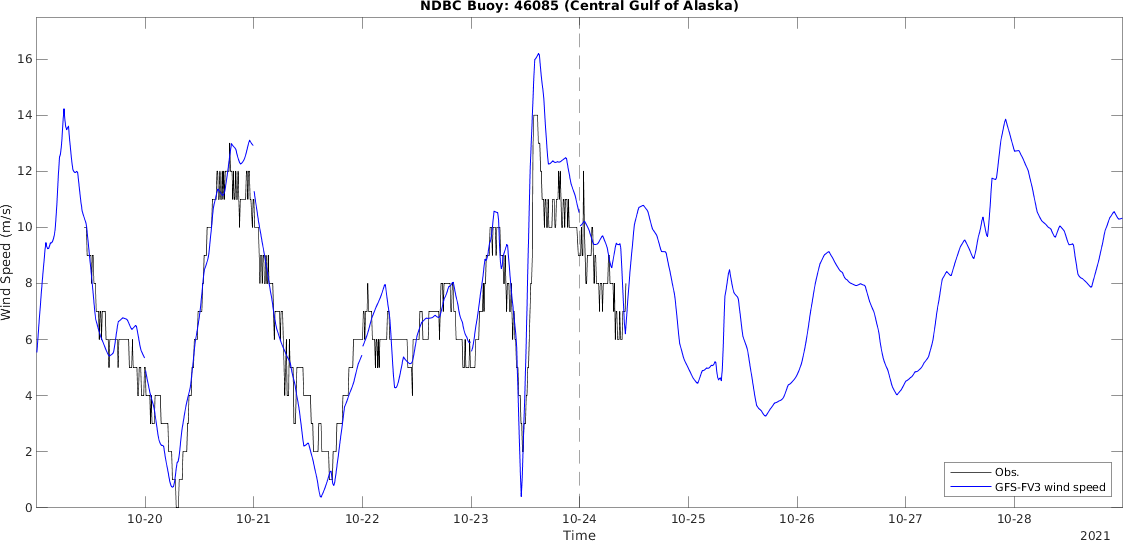 NDBC Buoy: 46085 (Central Gulf of Alaska)
Wind Speed (m/s)
16
14
12
10
8
6
4
2
0
10-20 10-21 10-22 10-23 10-24 10-25 10-26 10-27 10-28
Time
2021
Obs.
GFS-FV3 wind speed